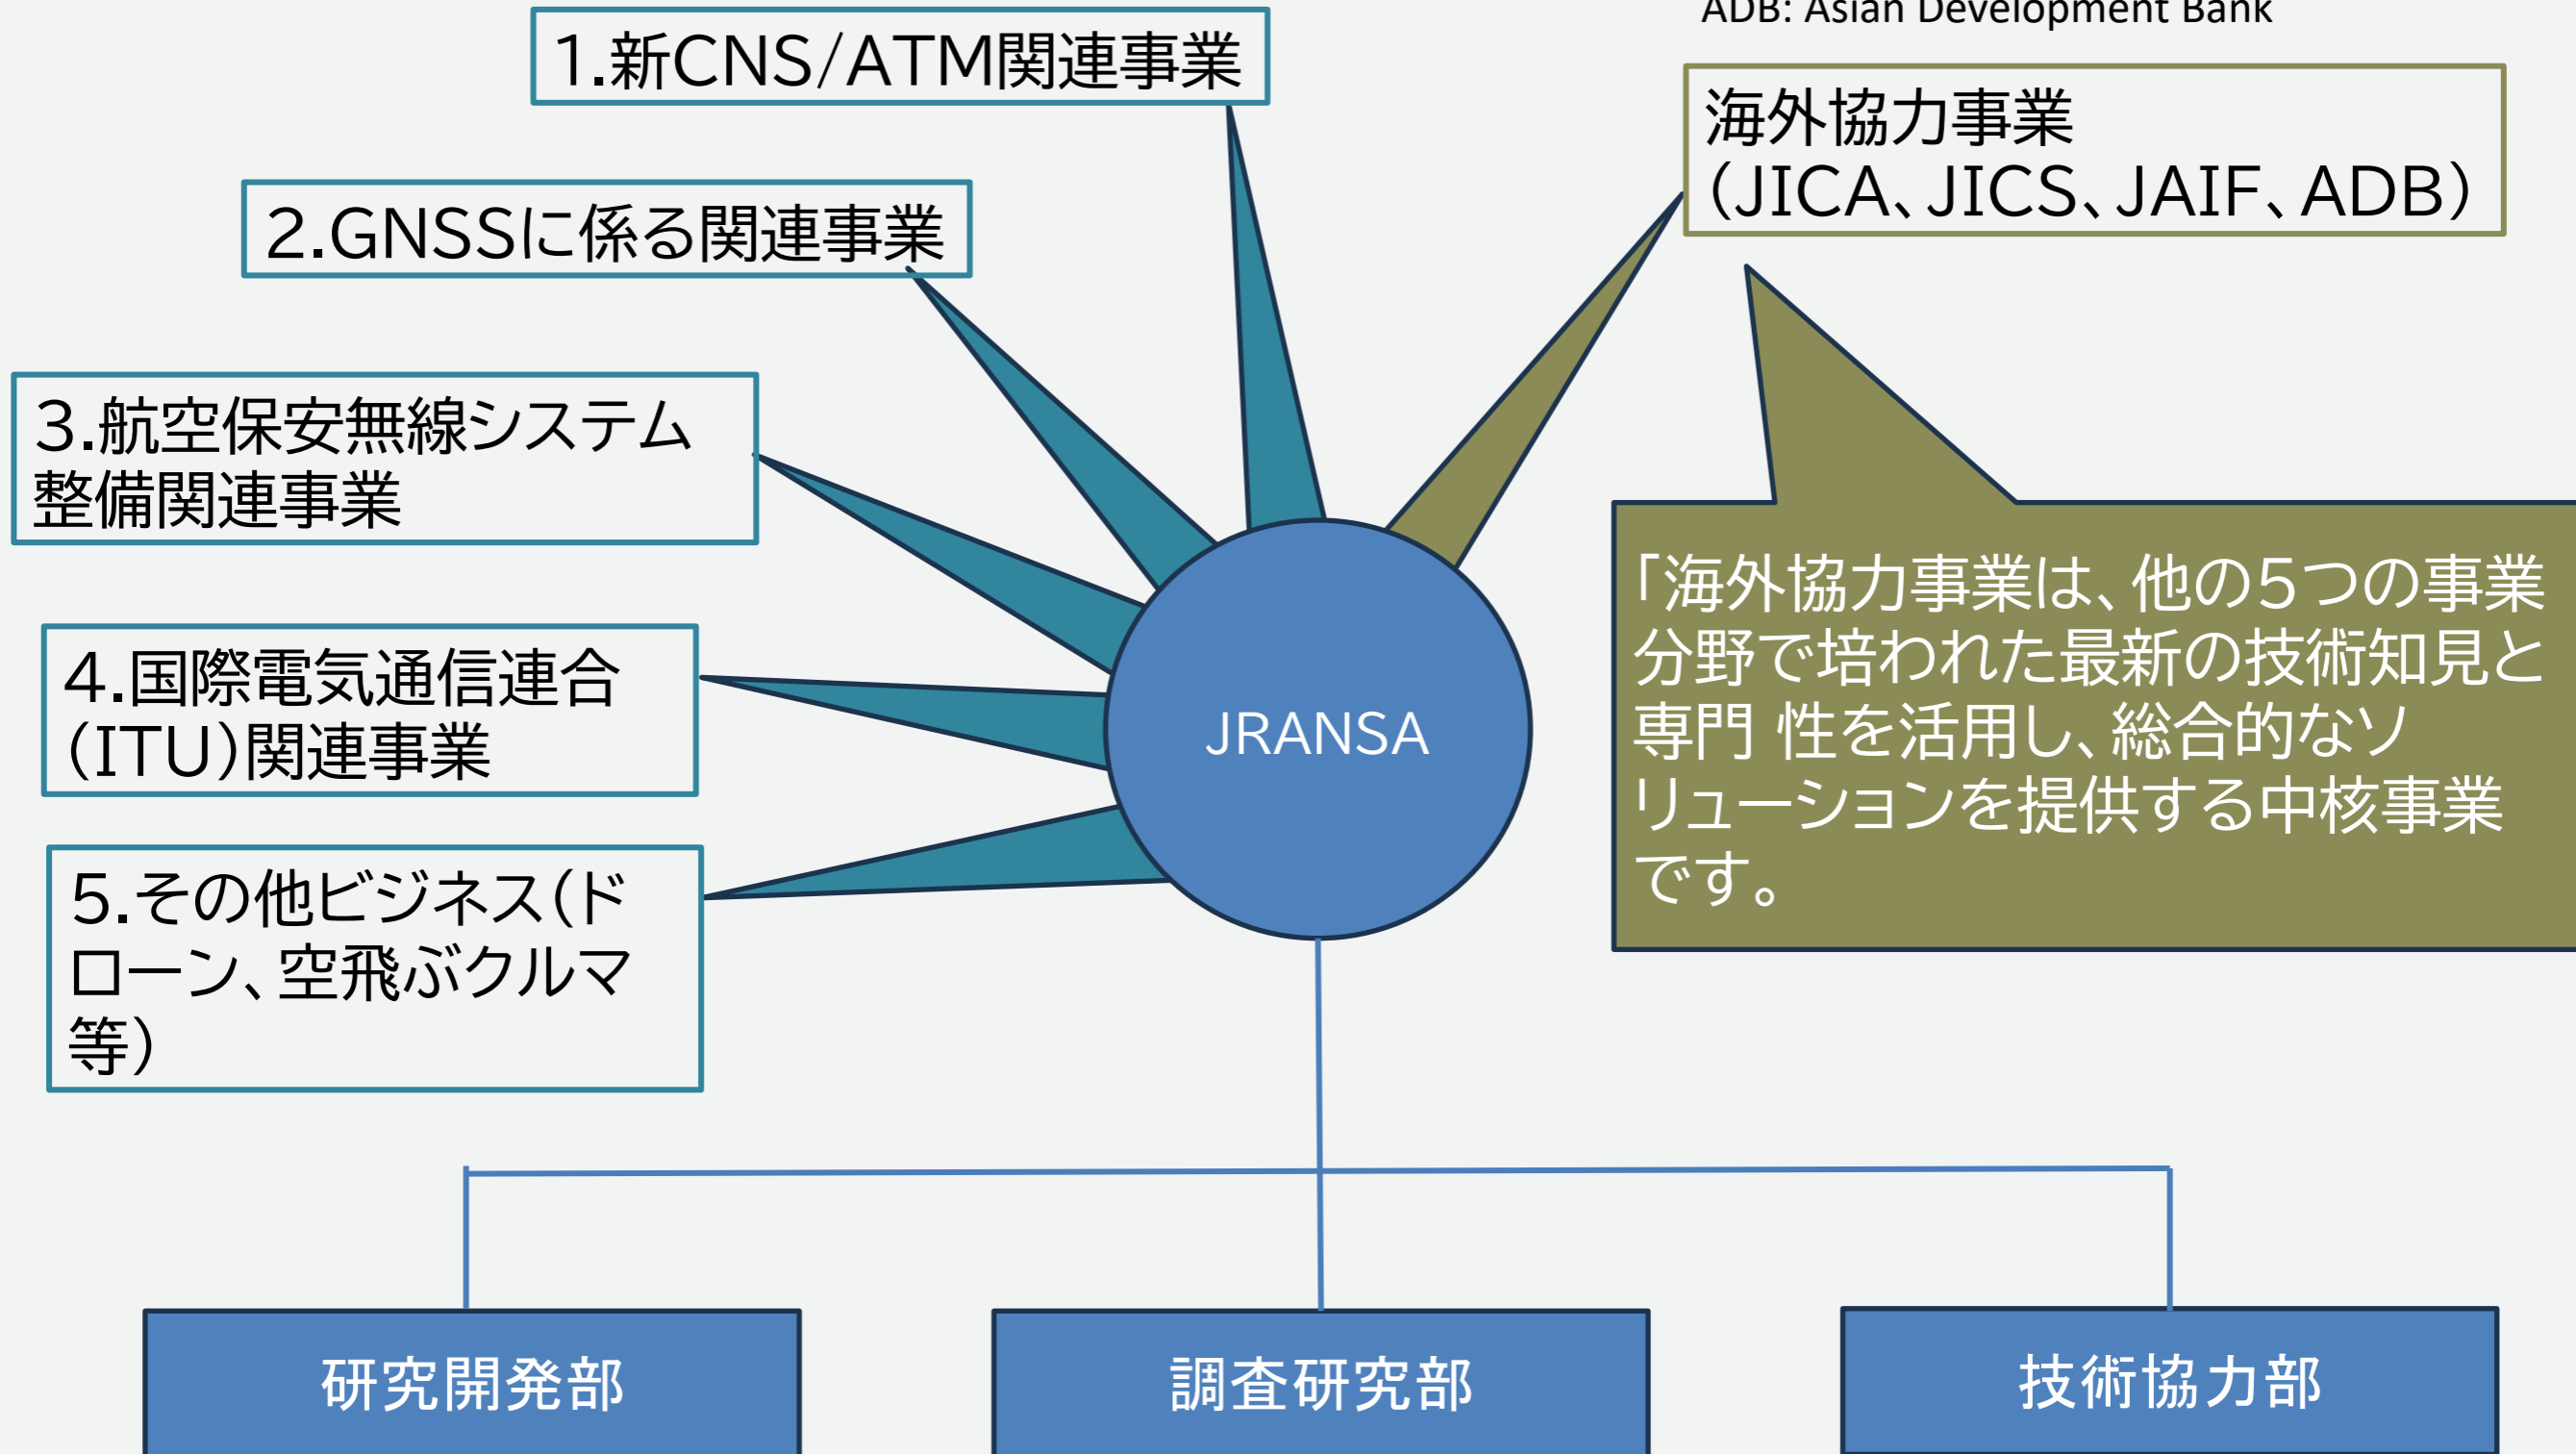 ADB: Asian Development Bank
1.新CNS/ATM関連事業
海外協力事業
（JICA、JICS、JAIF、ADB）
2.GNSSに係る関連事業
3.航空保安無線システム
整備関連事業
4.国際電気通信連合
（ITU）関連事業
5.その他ビジネス（ド
ローン、空飛ぶクルマ
等）
JRANSA
「海外協力事業は、他の5つの事業
分野で培われた最新の技術知見と
専門 性を活用し、総合的なソ
リューションを提供する中核事業
です。
研究開発部
調査研究部
技術協力部